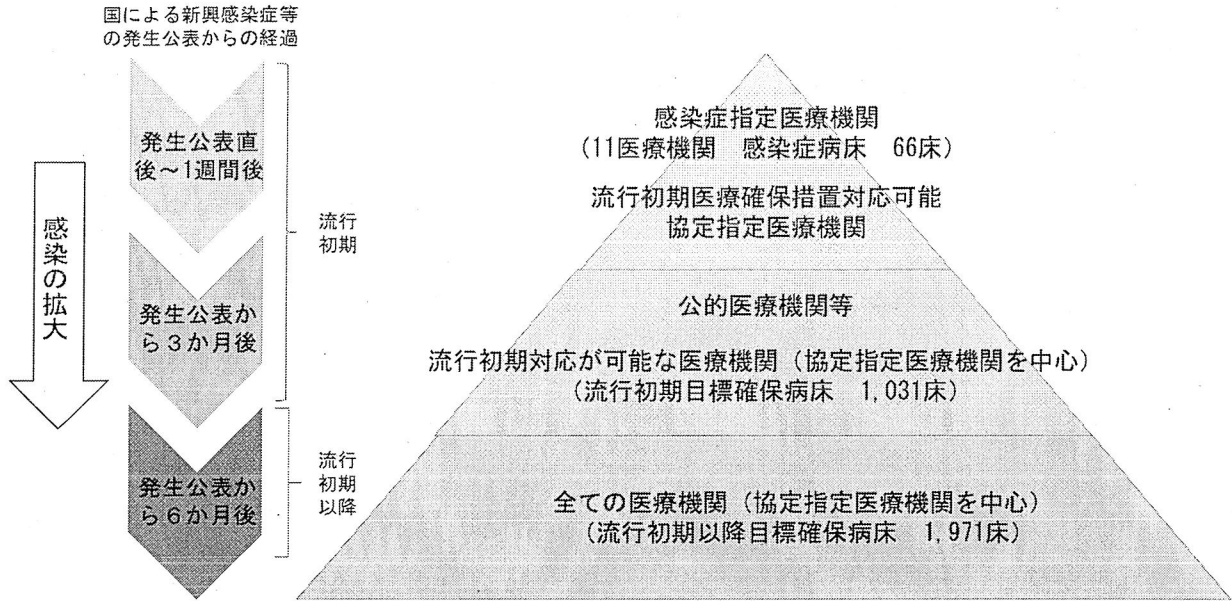 国による新興感染症等
の発生公表からの経過
発生公表直
後～1週間後
発生公表か
ら３か月後
発生公表か
ら６か月後
感染の拡大
流行
初期
流行
初期
以降
感染症指定医療機関
（11医療機関　感染症病床　66床）
流行初期医療確保措置対応可能
協定指定医療機関
公的医療機関等
流行初期対応が可能な医療機関（協定指定医療機関を中心）
（流行初期目標確保病床　1,031床）
全ての医療機関（協定指定医療機関を中心）
（流行初期以降目標確保病床　1,971床）